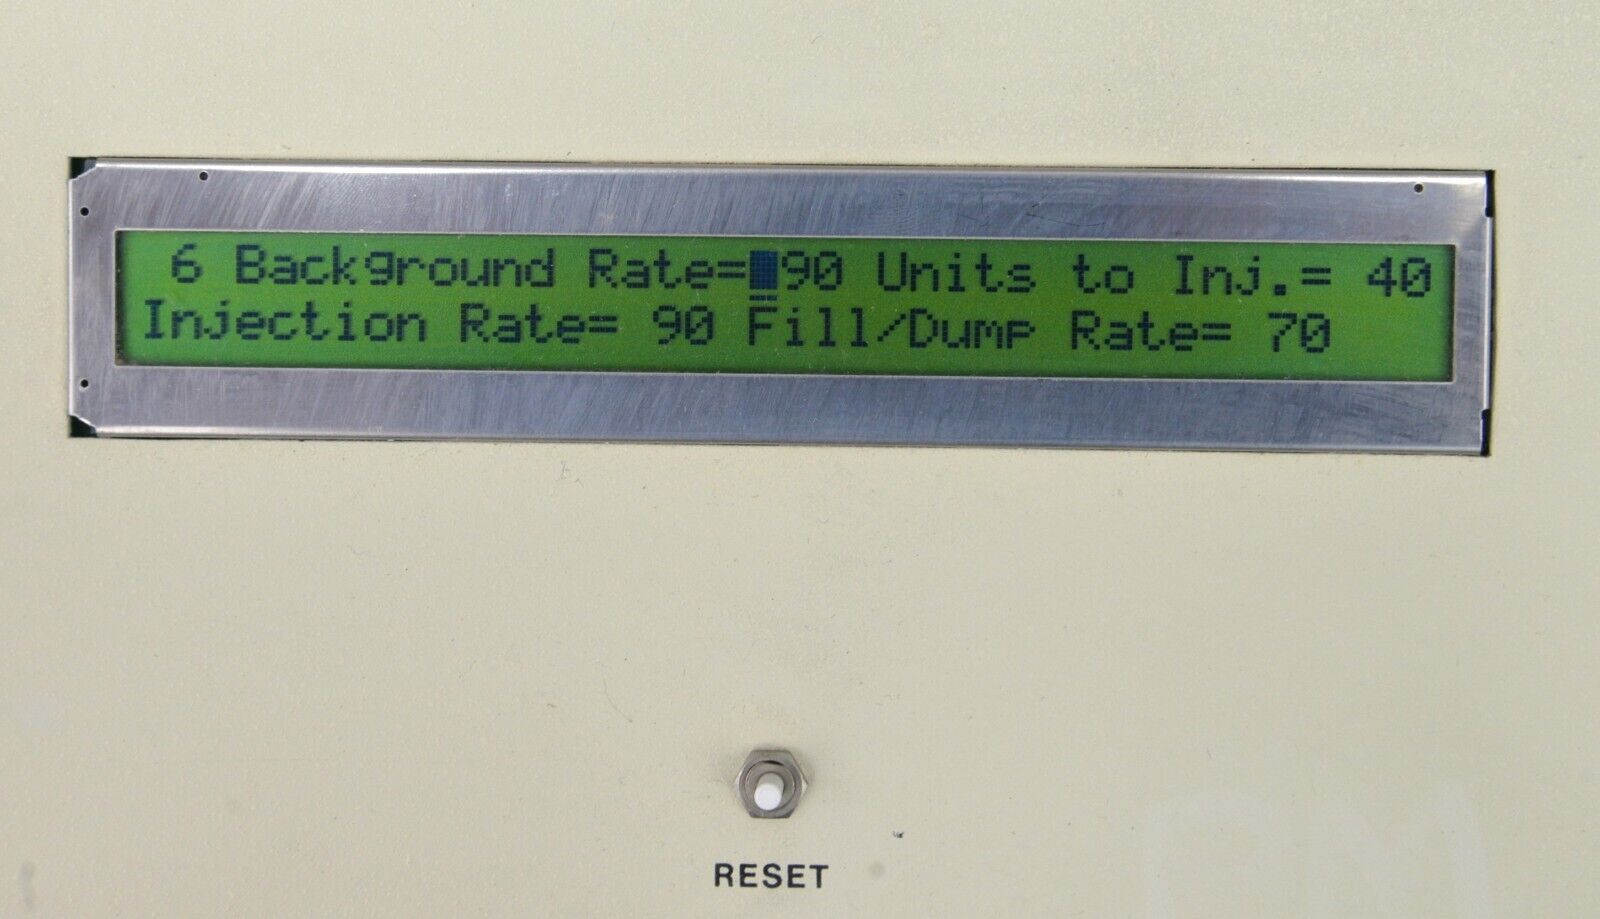 6 Background Rate=█90 Units to Inj.= 40
Injection Rate= 90 Fill/Dump Rate= 70
RESET